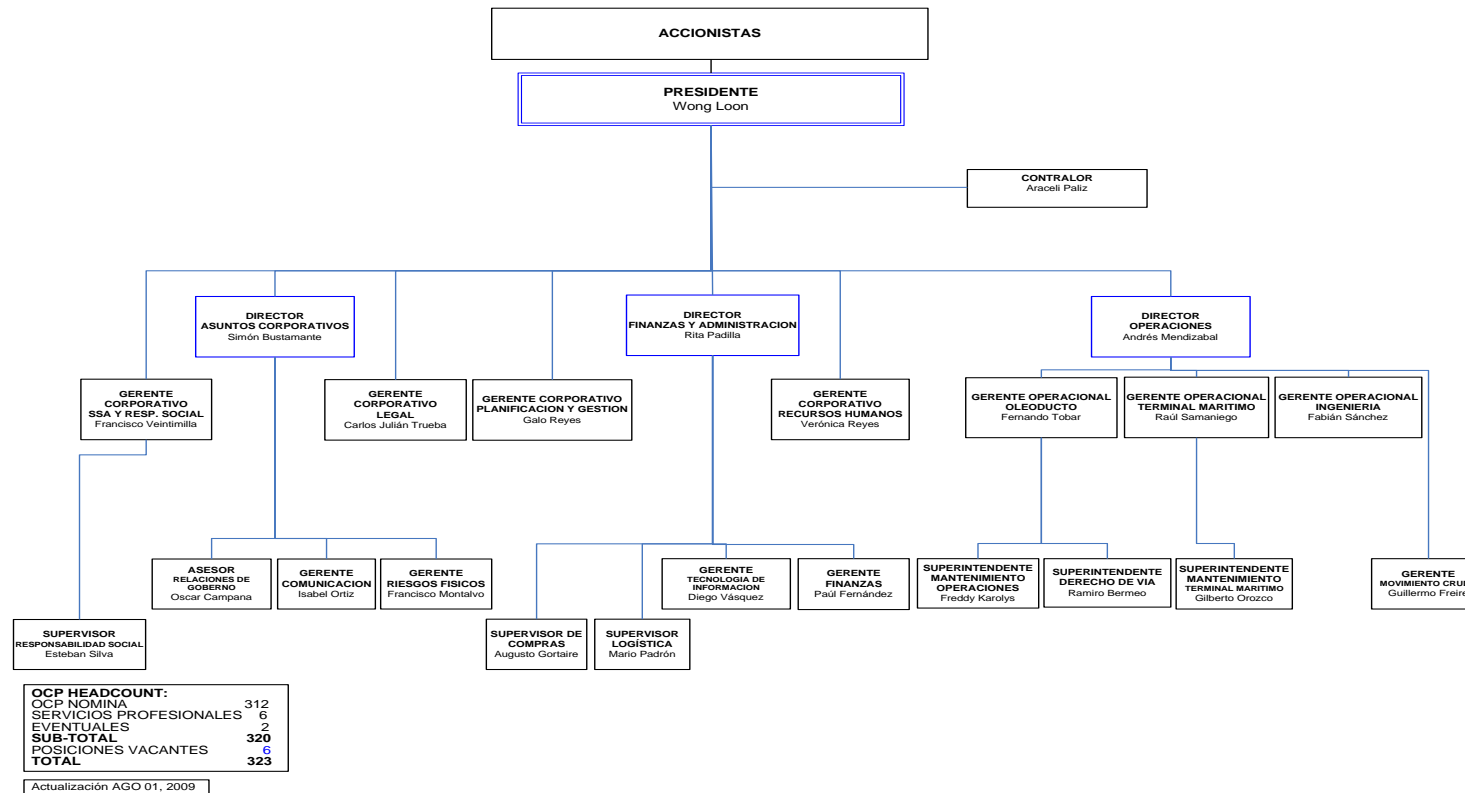 ACCIONISTAS
PRESIDENTE
Wong Loon
CONTRALOR
Araceli Paliz
DIRECTOR
ASUNTOS CORPORATIVOS
Simón Bustamante
DIRECTOR
FINANZAS Y ADMINISTRACION
Rita Padilla
DIRECTOR
OPERACIONES
Andrés Mendizabal
GERENTE
CORPORATIVO
SSA Y RESP. SOCIAL
Francisco Veintimilla
GERENTE
CORPORATIVO
LEGAL
Carlos Julián Trueba
GERENTE CORPORATIVO
PLANIFICACION Y GESTION
Galo Reyes
GERENTE
CORPORATIVO
RECURSOS HUMANOS
Verónica Reyes
GERENTE OPERACIONAL
OLEODUCTO
Fernando Tobar
GERENTE OPERACIONAL
TERMINAL MARITIMO
Raúl Samaniego
GERENTE OPERACIONAL
INGENIERIA
Fabián Sánchez
ASESOR
RELACIONES DE
GOBERNO
Oscar Campana
GERENTE
COMUNICACION
Isabel Ortiz
GERENTE
RIESGOS FISICOS
Francisco Montalvo
GERENTE
TECNOLOGIA DE
INFORMACION
Diego Vásquez
GERENTE
FINANZAS
Paúl Fernández
SUPERINTENDENTE
MANTENIMIENTO
OPERACIONES
Freddy Karolys
SUPERINTENDENTE
DERECHO DE VIA
Ramiro Bermeo
SUPERINTENDENTE
MANTENIMIENTO
TERMINAL MARITIMO
Gilberto Orozco
GERENTE
MOVIMIENTO CRU
Guillermo Freire
SUPERVISOR
RESPONSABILIDAD SOCIAL
Esteban Silva
SUPERVISOR DE
COMPRAS
Augusto Gortaire
SUPERVISOR
LOGÍSTICA
Mario Padrón
OCP HEADCOUNT:
OCP NOMINA 312
SERVICIOS PROFESIONALES 6
EVENTUALES 2
SUB-TOTAL 320
POSICIONES VACANTES 6
TOTAL 323
Actualización AGO 01, 2009